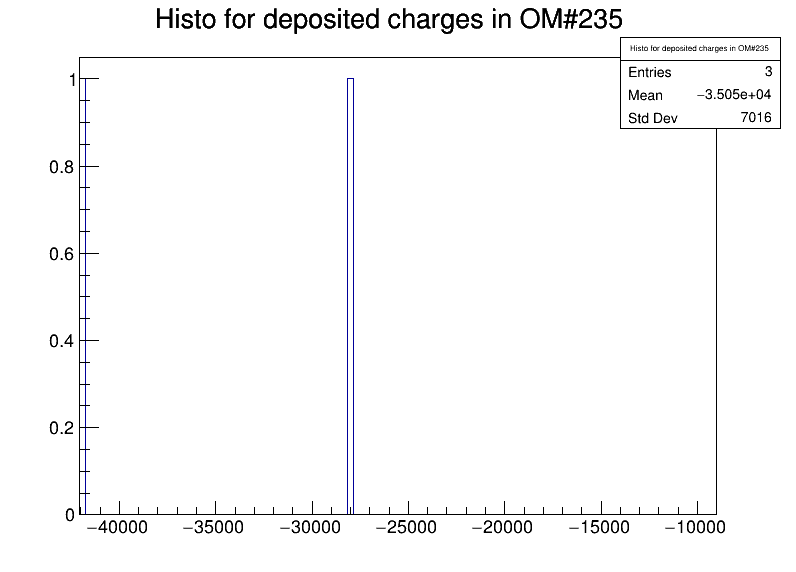 Histo for deposited charges in OM#235
Histo for deposited charges in OM#235
Entries 3
Mean −3.505e+04
Std Dev 7016
1
0.8
0.6
0.4
0.2
0
−40000 −35000 −30000 −25000 −20000 −15000 −10000